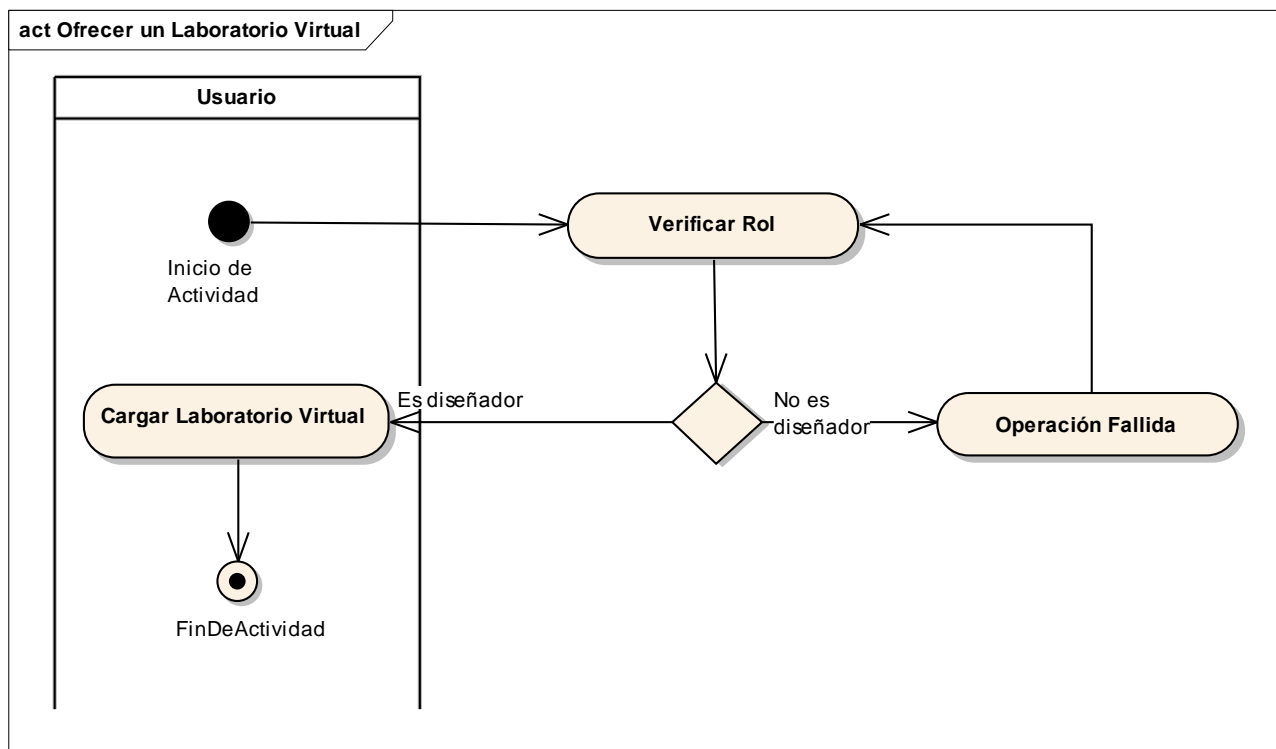 act Ofrecer un Laboratorio Virtual
Usuario
Verificar Rol
Inicio de
Actividad
Cargar Laboratorio Virtual
Es diseñador
No es
diseñador
Operación Fallida
FinDeActividad